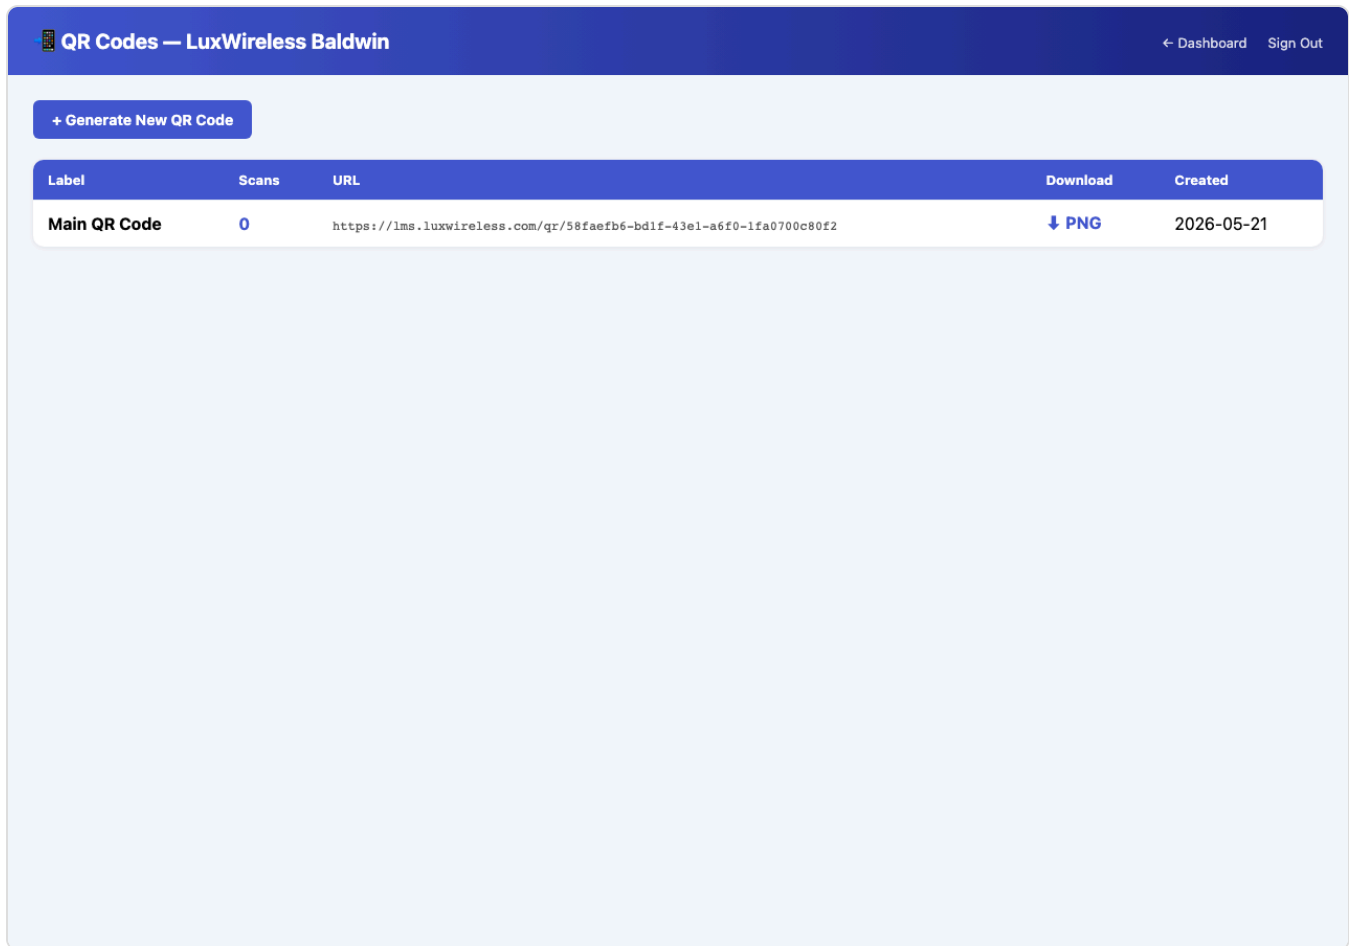 QR Codes — LuxWireless Baldwin
← Dashboard Sign Out
+ Generate New QR Code
Label Scans URL Download Created
Main QR Code 0 https://lms.luxwireless.com/qr/58faefb6-bd1f-43e1-a6f0-1fa0700c80f2 ⬇ PNG 2026-05-21